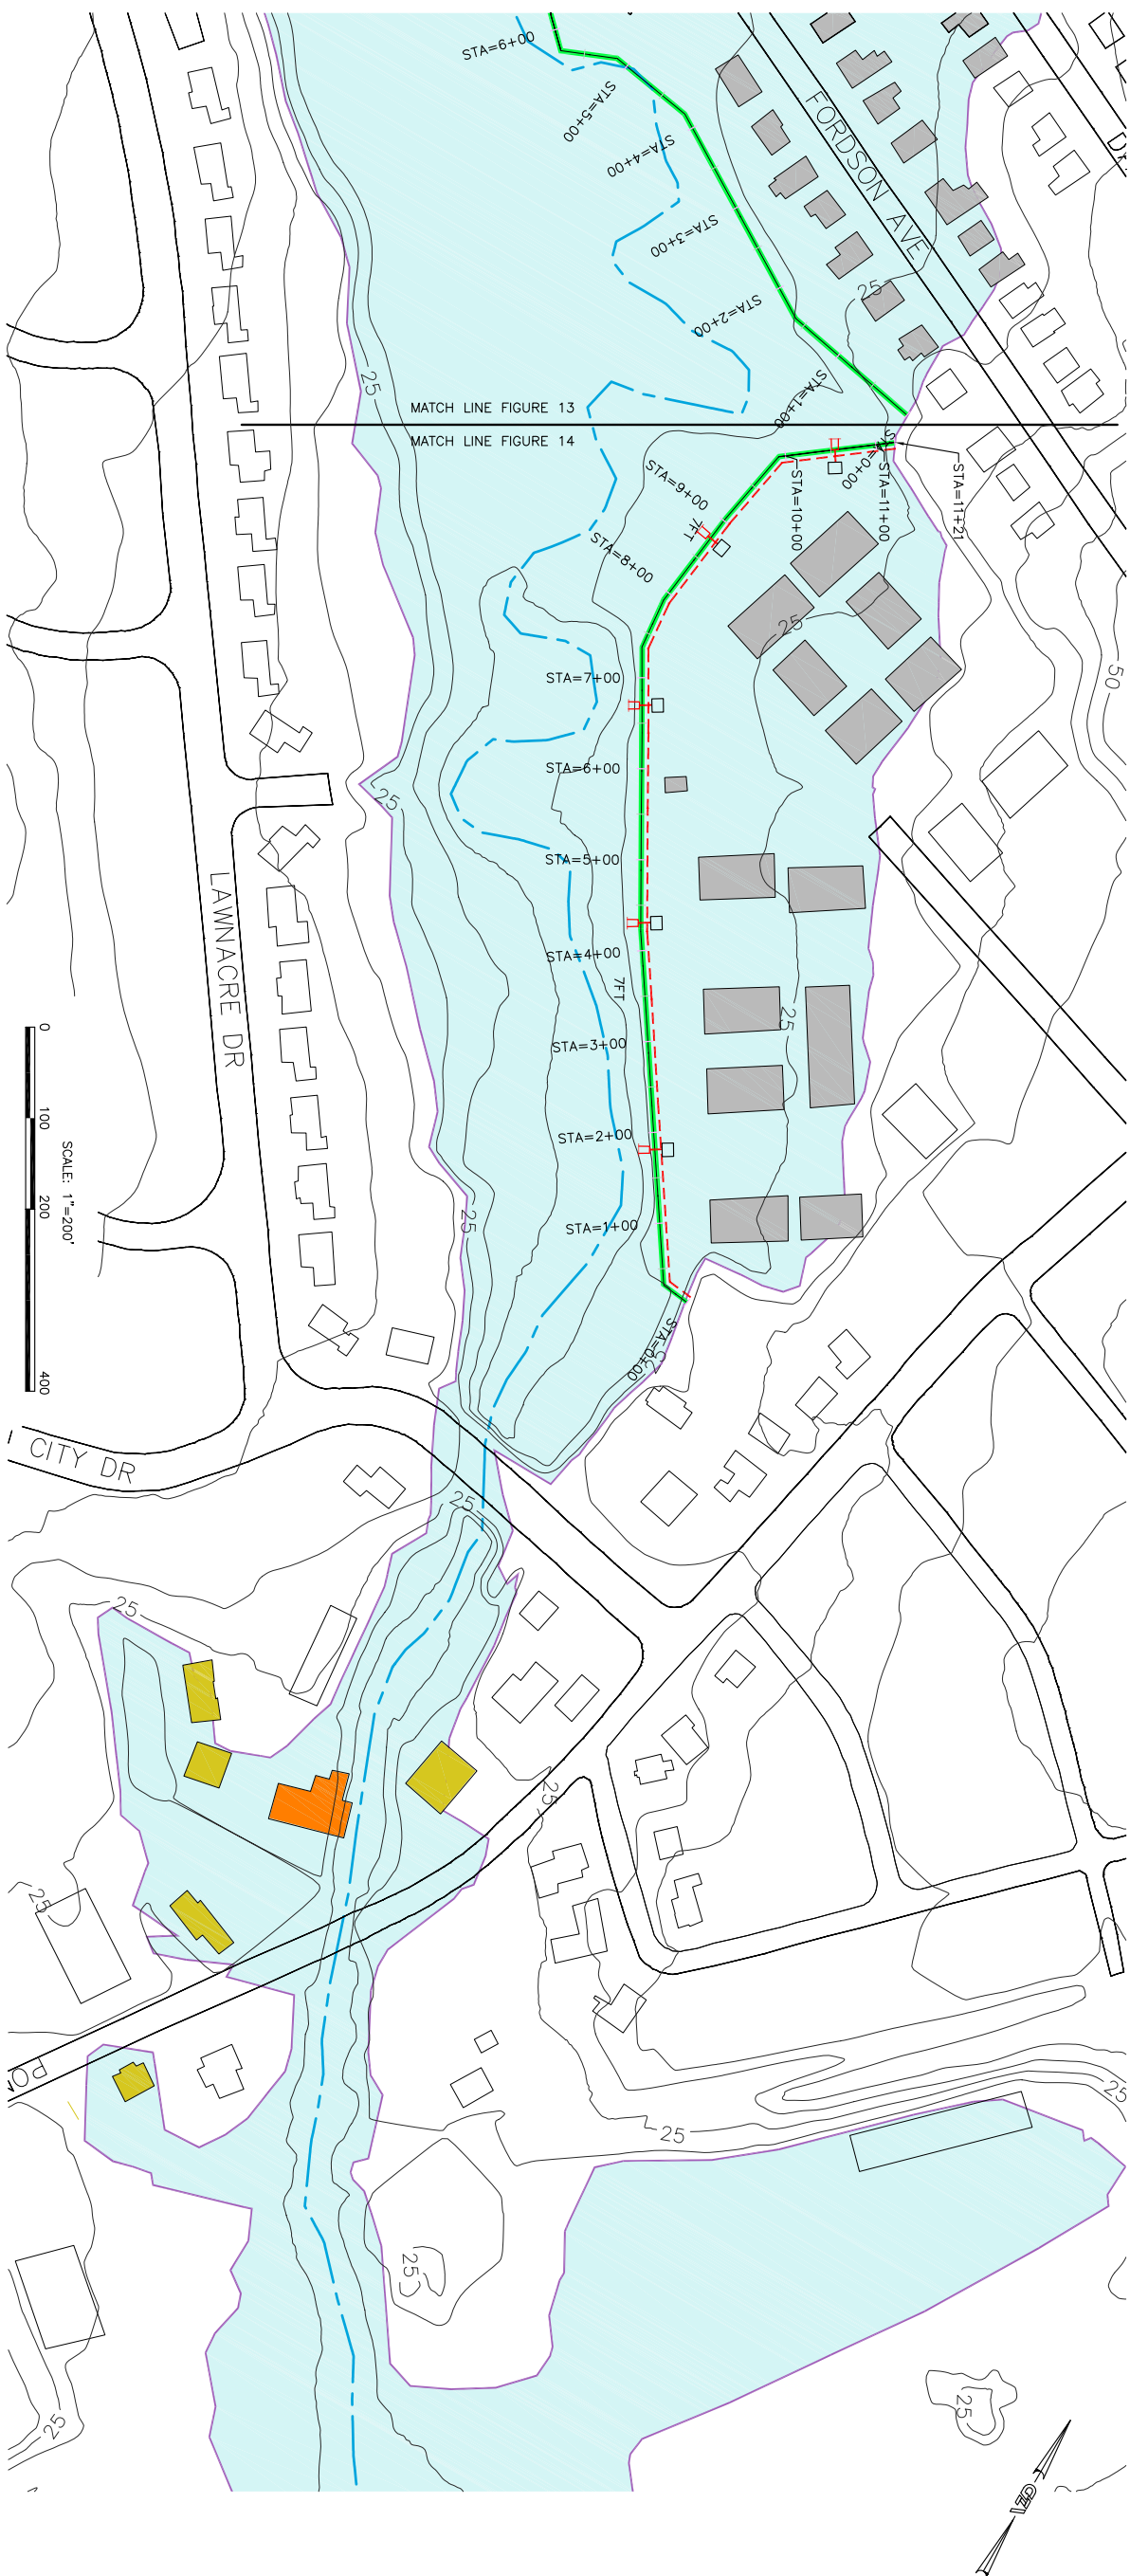 STA=6+00
STA=5+00
STA=4+00
STA=3+00
STA=2+00
STA=1+00
FORDSON AVE
25
25
MATCH LINE FIGURE 13
MATCH LINE FIGURE 14
STA=0+00
STA=11+21
STA=11+00
STA=10+00
STA=9+00
7FT
STA=8+00
25
50
STA=7+00
STA=6+00
25
STA=5+00
STA=4+00
7FT
25
STA=3+00
LAWNACRE DR
STA=2+00
STA=1+00
25
STA=0+00
25
0
100
200
400
SCALE: 1"=200'
CITY DR
25
25
25
25
25
25
25
25
25